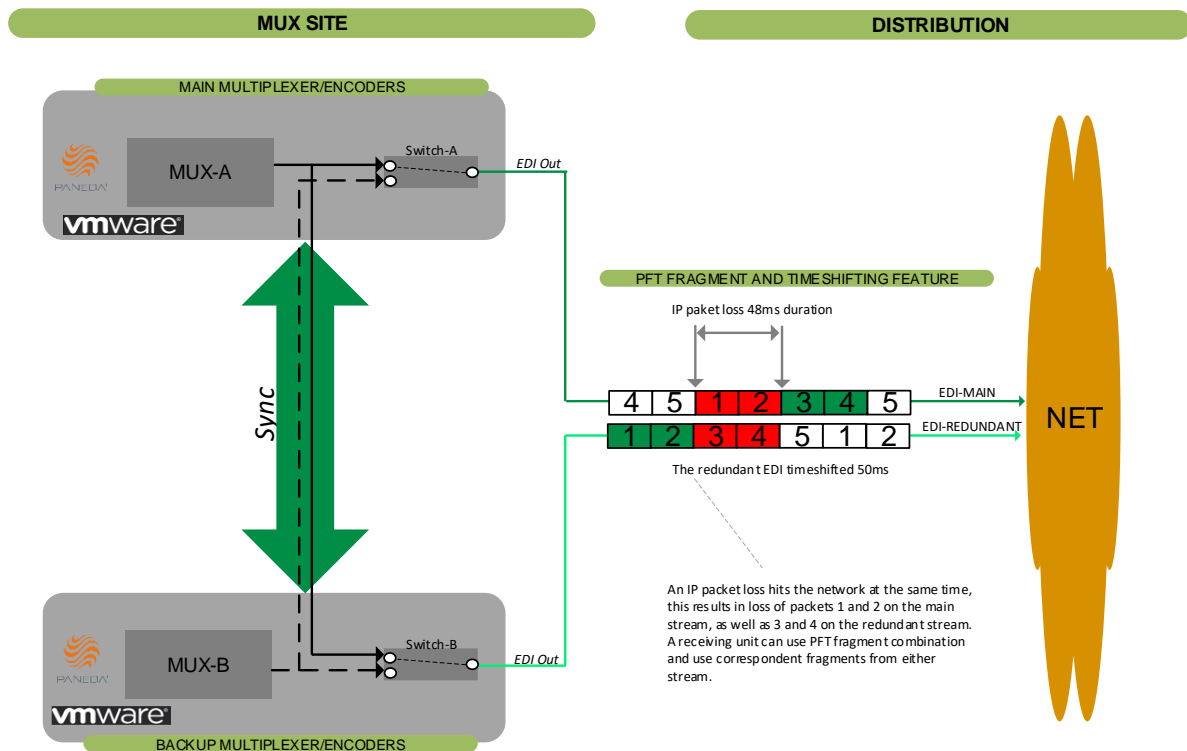 MUX SITE
DISTRIBUTION
MAIN MULTIPLEXER/ENCODERS
PANEDA
MUX-A
Switch-A
EDI Out
vmware®
Sync
PFT FRAGMENT AND TIMESHIFTING FEATURE
IP paket loss 48ms duration
4 5 1 2 3 4 5
EDI-MAIN
1 2 3 4 5 1 2
EDI-REDUNTANT
NET
The redundant EDI timeshifted 50ms
An IP packet loss hits the network at the same time,
this results in loss of packets 1 and 2 on the main
stream, as well as 3 and 4 on the redundant stream.
A receiving unit can use PFT fragment combination
and use correspondent fragments from either
stream.
PANEDA
MUX-B
Switch-B
EDI Out
vmware®
BACKUP MULTIPLEXER/ENCODERS